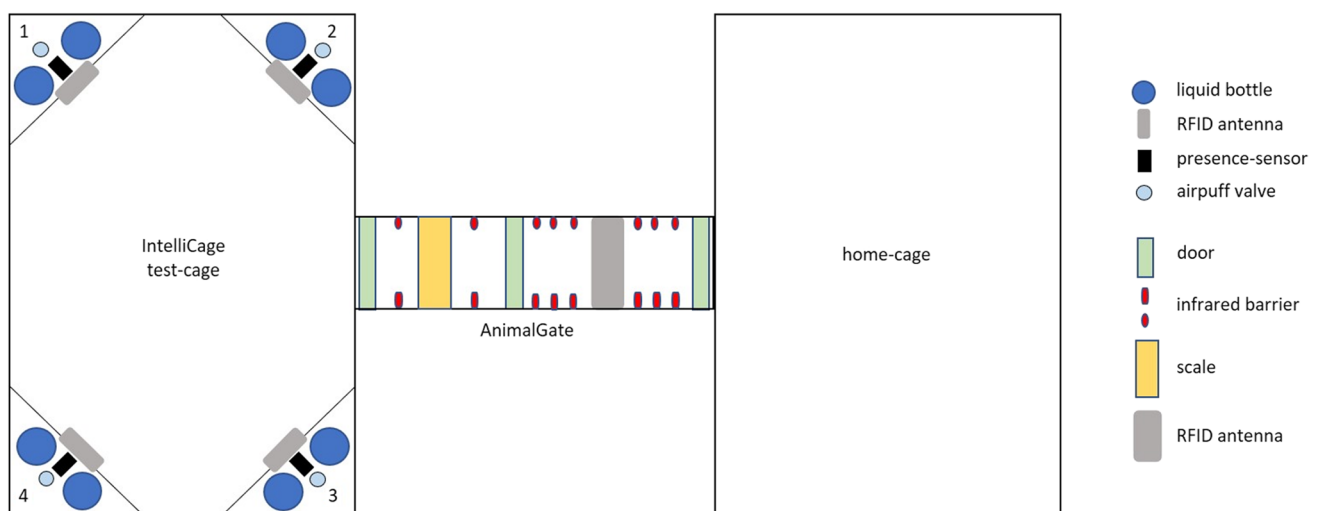 1
2
IntelliCage
test-cage
4
3
AnimalGate
home-cage
liquid bottle
RFID antenna
presence-sensor
airpuff valve
door
infrared barrier
scale
RFID antenna